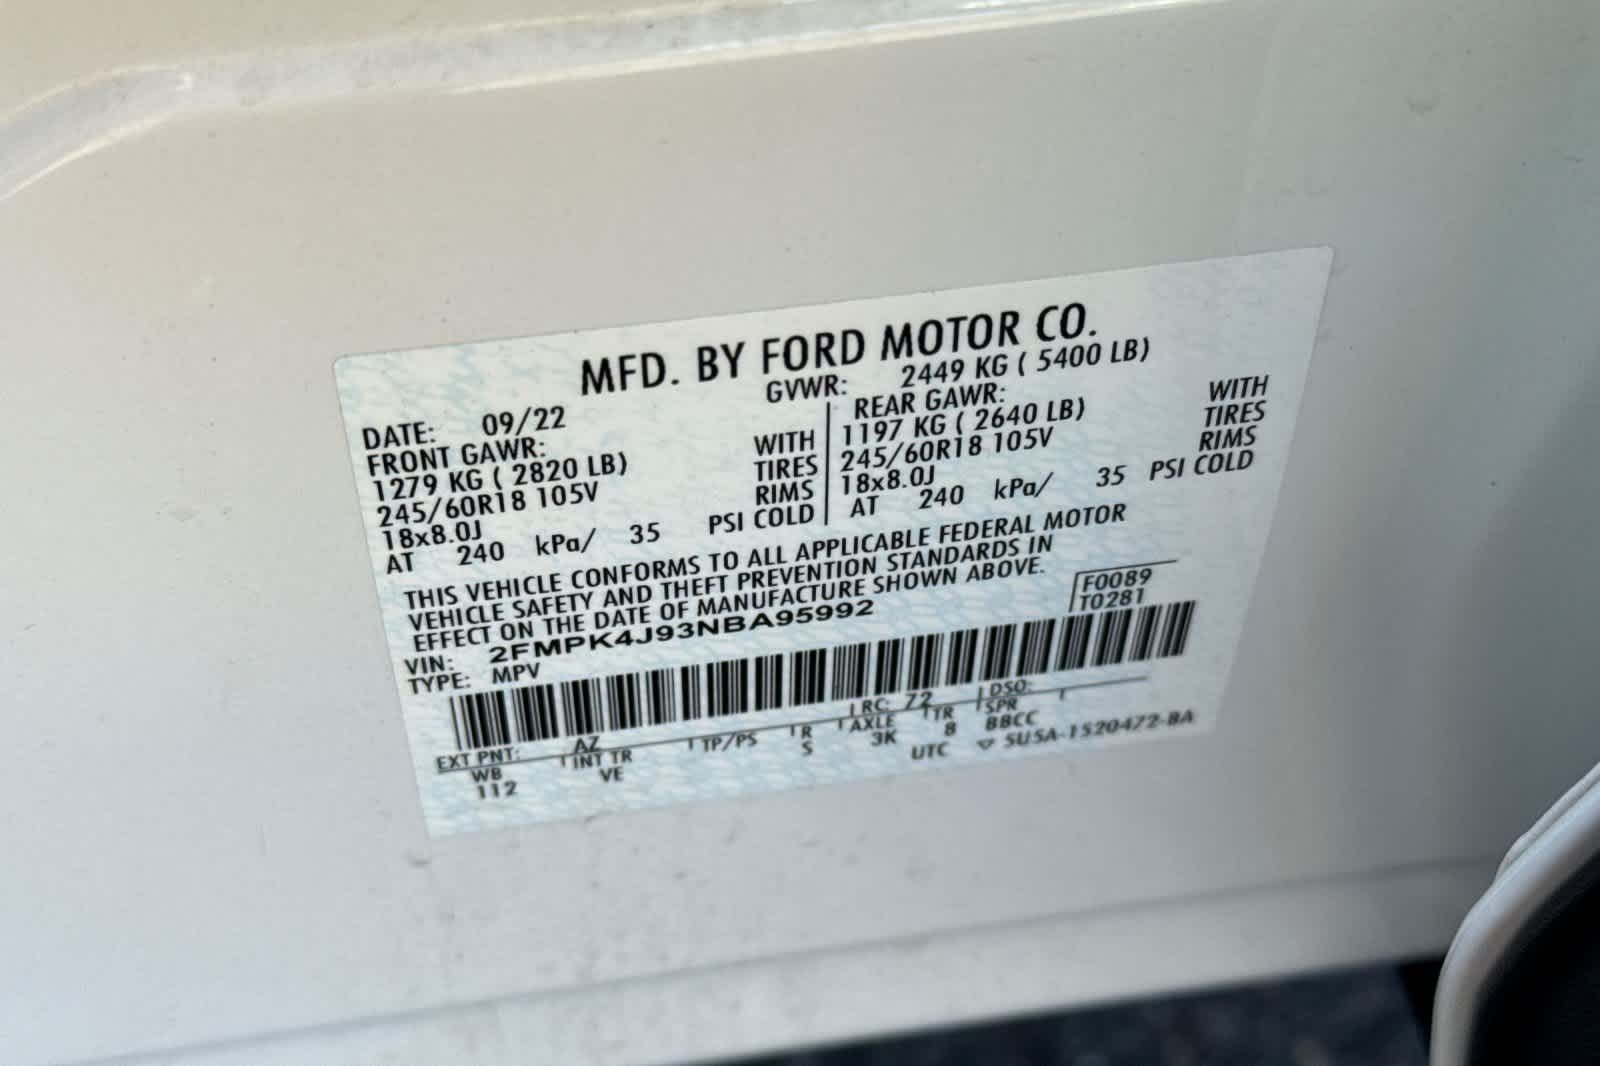 MFD. BY FORD MOTOR CO.
DATE: 09/22 GVWR: 2449 KG ( 5400 LB)
FRONT GAWR:
1279 KG ( 2820 LB) WITH
245/60R18 105V TIRES
18x8.0J RIMS
AT 240 kPa/ 35 PSI COLD
REAR GAWR:
1197 KG ( 2640 LB) WITH
245/60R18 105V TIRES
18x8.0J RIMS
AT 240 kPa/ 35 PSI COLD
THIS VEHICLE CONFORMS TO ALL APPLICABLE FEDERAL MOTOR
VEHICLE SAFETY AND THEFT PREVENTION STANDARDS IN
EFFECT ON THE DATE OF MANUFACTURE SHOWN ABOVE.
F0089
T0281
VIN: 2FMPK4J93NBA95992
TYPE: MPV
EXT PNT: AZ RC: 72 DSO:
WB INT TR TP/PS R AXLE TR SPR
112 VE S 3K 8 BBCC
UTC 5U5A-1520472-BA